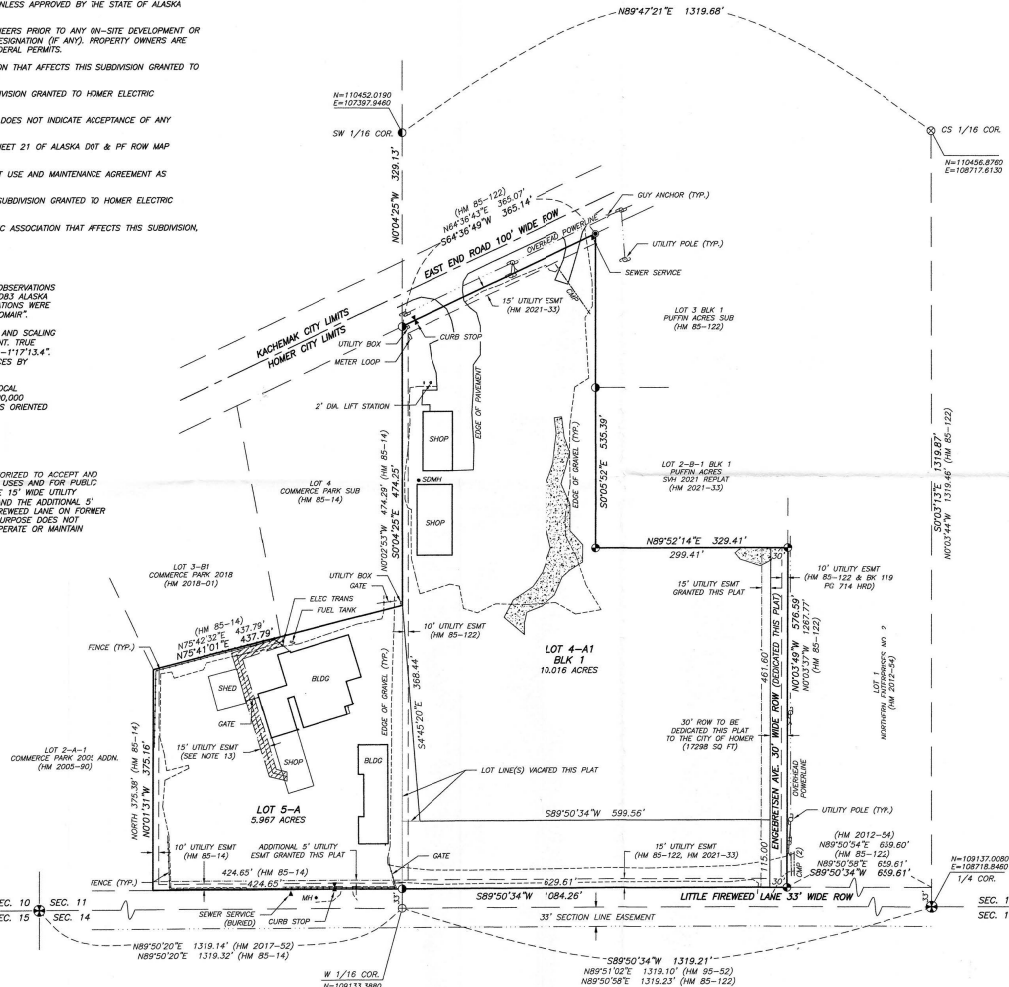 NLESS APPROVED BY THE STATE OF ALASKA
EERS PRIOR TO ANY ON-SITE DEVELOPMENT OR
ESIGNATION (IF ANY). PROPERTY OWNERS ARE
DERAL PERMITS.
ON THAT AFFECTS THIS SUBDIVISION GRANTED TO
VISION GRANTED TO HOMER ELECTRIC
DOES NOT INDICATE ACCEPTANCE OF ANY
EET 21 OF ALASKA DOT & PF ROW MAP
T USE AND MAINTENANCE AGREEMENT AS
SUBDIVISION GRANTED TO HOMER ELECTRIC
C ASSOCIATION THAT AFFECTS THIS SUBDIVISION,
OBSERVATIONS
D83 ALASKA
ATIONS WERE
OMAIR".
AND SCALING
NT. TRUE
-1°17'13.4".
CES BY
OCAL
00,000
S ORIENTED
ORIZED TO ACCEPT AND
USES AND FOR PUBLIC
E 15' WIDE UTILITY
ND THE ADDITIONAL 5'
REWEED LANE ON FORMER
URPOSE DOES NOT
PERATE OR MAINTAIN
N89°47'21"E 1319.68'
N=110452.0190
E=107397.9460
SW 1/16 COR.
CS 1/16 COR.
N=110456.8760
E=108717.6130
N0°04'25"W 329.13'
(HM 85-122)
N64°36'43"E 365.07'
S64°36'49"W 365.14'
EAST END ROAD 100' WIDE ROW
OVERHEAD POWERLINE
GUY ANCHOR (TYP.)
UTILITY POLE (TYP.)
SEWER SERVICE
CMP
15' UTILITY ESMT
(HM 2021-33)
LOT 3 BLK 1
PUFFIN ACRES SUB
(HM 85-122)
KACHEMAK CITY LIMITS
HOMER CITY LIMITS
UTILITY BOX
CURB STOP
METER LOOP
2' DIA. LIFT STATION
SHOP
EDGE OF PAVEMENT
EDGE OF GRAVEL (TYP.)
S0°05'52"E 535.39'
S0°03'13"E 1319.87'
N0°03'44"W 1319.46' (HM 85-122)
LOT 4
COMMERCE PARK SUB
(HM 85-14)
N0°02'53"W 474.29' (HM 85-14)
S0°04'25"E 474.25'
SDMH
SHOP
LOT 2-B-1 BLK 1
PUFFIN ACRES
SVH 2021 REPLAT
(HM 2021-33)
N89°52'14"E 329.41'
299.41'
30'
LOT 3-B1
COMMERCE PARK 2018
(HM 2018-01)
UTILITY BOX
GATE
ELEC TRANS
FUEL TANK
15' UTILITY ESMT
GRANTED THIS PLAT
10' UTILITY ESMT
(HM 85-122 & BK 119
PG 714 HRD)
(HM 85-14)
N75°42'32"E 437.79'
N75°41'01"E 437.79'
FENCE (TYP.)
10' UTILITY ESMT
(HM 85-122)
LOT 4-A1
BLK 1
10.016 ACRES
SHED
BLDG
GATE
EDGE OF GRAVEL (TYP.)
S4°45'20"E 368.44'
461.60'
ENGEBRETSEN AVE. 30' WIDE ROW (DEDICATED THIS PLAT)
N0°03'49"W 576.59'
N0°03'37"W 1267.77'
(HM 85-122)
LOT 1
NORTHERN ENTERPRISES NO. 2
(HM 2012-54)
30' ROW TO BE
DEDICATED THIS PLAT
TO THE CITY OF HOMER
(17298 SQ FT)
LOT 2-A-1
COMMERCE PARK 2005 ADDN.
(HM 2005-90)
NORTH 375.38' (HM 85-14)
N0°01'31"W 375.16'
15' UTILITY ESMT
(SEE NOTE 13)
SHOP
BLDG
LOT LINE(S) VACATED THIS PLAT
OVERHEAD
POWERLINE
LOT 5-A
5.967 ACRES
S89°50'34"W 599.56'
UTILITY POLE (TYP.)
115.00'
CMP (2)
(HM 2012-54)
N89°50'54"E 659.60'
(HM 85-122)
N89°50'58"E 659.61'
S89°50'34"W 659.61'
10' UTILITY ESMT
(HM 85-14)
ADDITIONAL 5' UTILITY
ESMT GRANTED THIS PLAT
GATE
15' UTILITY ESMT
(HM 85-122, HM 2021-33)
424.65' (HM 85-14)
424.65'
629.61'
30'
FENCE (TYP.)
N=109137.0080
E=108718.8460
1/4 COR.
MH
SEWER SERVICE
(BURIED)
CURB STOP
33'
S89°50'34"W 1084.26'
LITTLE FIREWEED LANE 33' WIDE ROW
33'
SEC. 10
SEC. 11
SEC. 15
SEC. 14
33' SECTION LINE EASEMENT
SEC. 1
SEC. 1
N89°50'20"E 1319.14' (HM 2017-52)
N89°50'20"E 1319.32' (HM 85-14)
S89°50'34"W 1319.21'
N89°51'02"E 1319.10' (HM 95-52)
N89°50'58"E 1319.23' (HM 85-122)
W 1/16 COR.
N=109133.3880